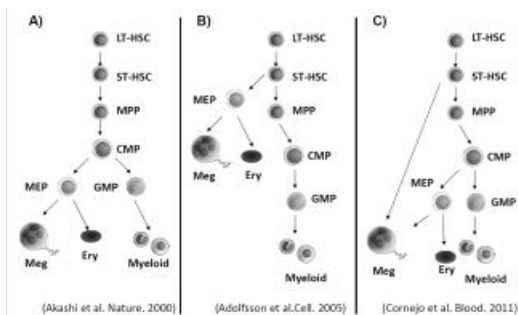 A)
LT-HSC
ST-HSC
MPP
CMP
MEP
GMP
Meg
Ery
Myeloid
(Akashi et al. Nature. 2000)
B)
LT-HSC
ST-HSC
MEP
MPP
Meg
Ery
CMP
GMP
Myeloid
(Adolfsson et al.Cell. 2005)
C)
LT-HSC
ST-HSC
MPP
CMP
MEP
GMP
Meg
Ery
Myeloid
(Cornejo et al. Blood. 2011)